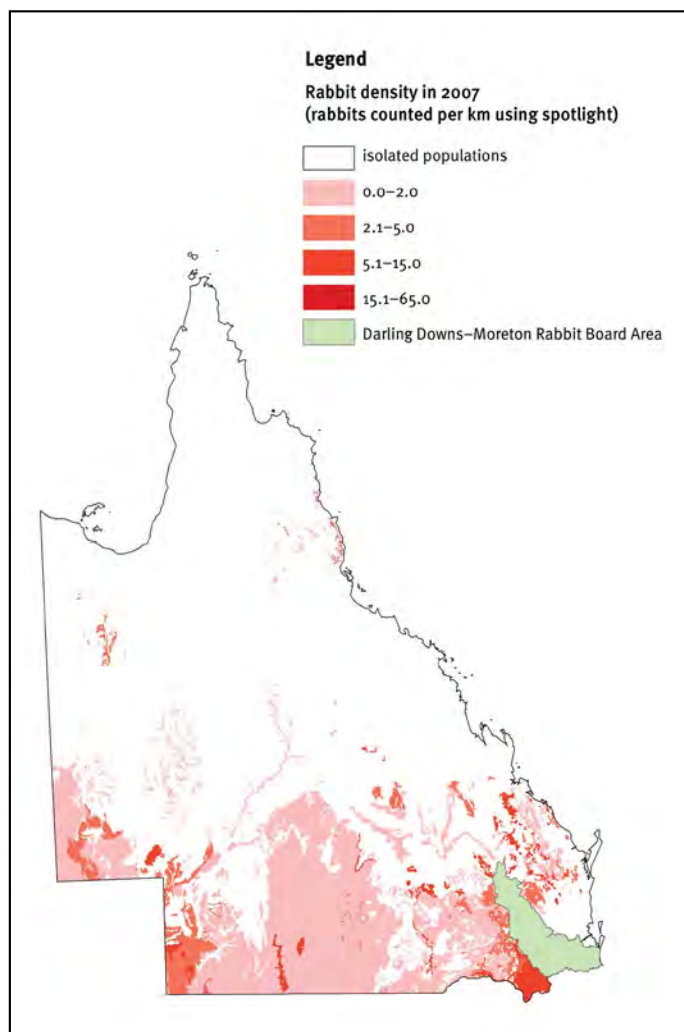 Legend
Rabbit density in 2007
(rabbits counted per km using spotlight)
isolated populations
0.0–2.0
2.1–5.0
5.1–15.0
15.1–65.0
Darling Downs–Moreton Rabbit Board Area